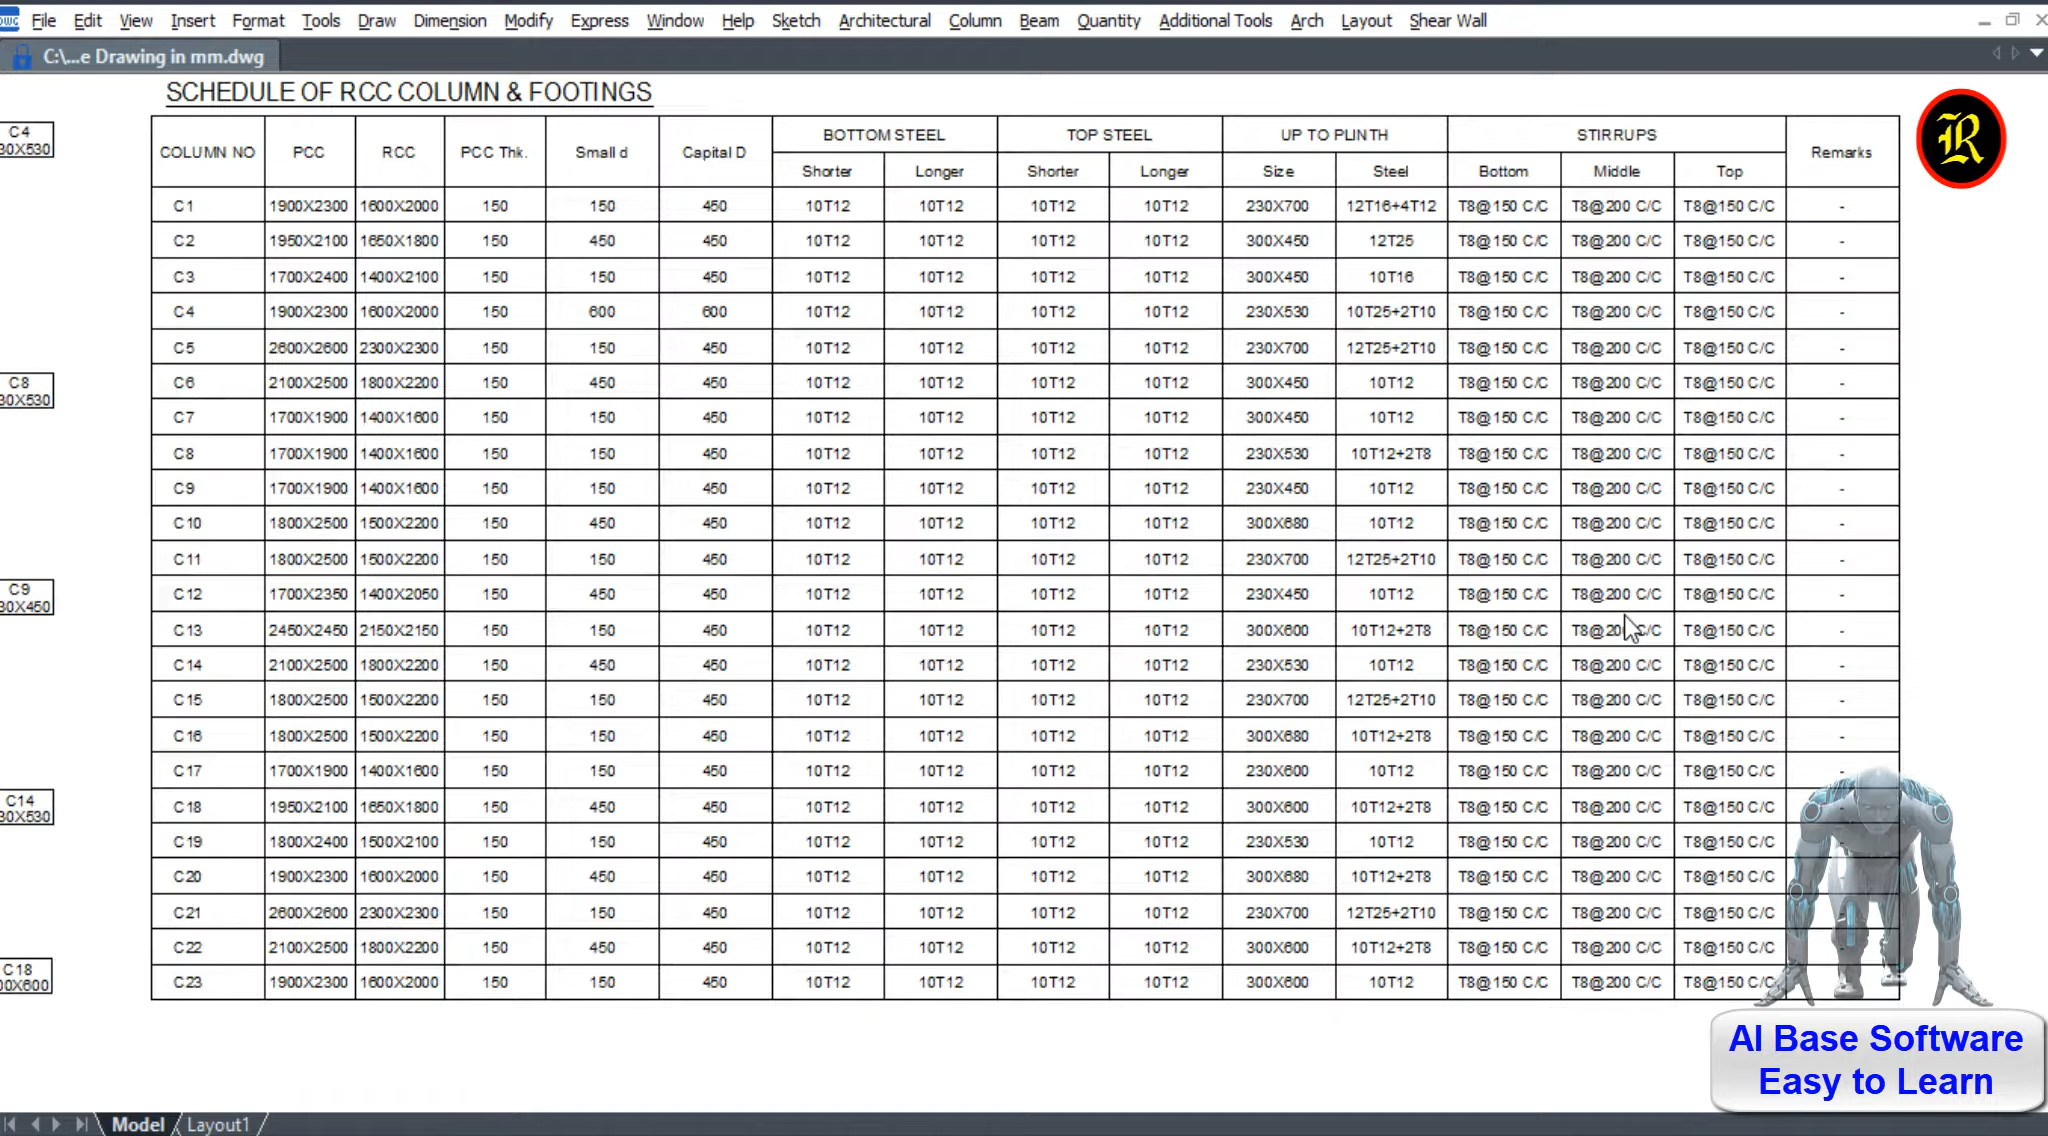 File Edit View Insert Format Tools Draw Dimension Modify Express Window Help Sketch Architectural Column Beam Quantity Additional Tools Arch Layout Shear Wall
C:\...e Drawing in mm.dwg
SCHEDULE OF RCC COLUMN & FOOTINGS
COLUMN NO PCC RCC PCC Thk. Small d Capital D BOTTOM STEEL TOP STEEL UP TO PLINTH STIRRUPS Remarks
Shorter Longer Shorter Longer Size Steel Bottom Middle Top
C1 1900X2300 1600X2000 150 150 450 10T12 10T12 10T12 10T12 230X700 12T16+4T12 T8@150 C/C T8@200 C/C T8@150 C/C -
C2 1950X2100 1650X1800 150 450 450 10T12 10T12 10T12 10T12 300X450 12T25 T8@150 C/C T8@200 C/C T8@150 C/C -
C3 1700X2400 1400X2100 150 150 450 10T12 10T12 10T12 10T12 300X450 10T16 T8@150 C/C T8@200 C/C T8@150 C/C -
C4 1900X2300 1600X2000 150 600 600 10T12 10T12 10T12 10T12 230X530 10T25+2T10 T8@150 C/C T8@200 C/C T8@150 C/C -
C5 2600X2600 2300X2300 150 150 450 10T12 10T12 10T12 10T12 230X700 12T25+2T10 T8@150 C/C T8@200 C/C T8@150 C/C -
C6 2100X2500 1800X2200 150 450 450 10T12 10T12 10T12 10T12 300X450 10T12 T8@150 C/C T8@200 C/C T8@150 C/C -
C7 1700X1900 1400X1600 150 150 450 10T12 10T12 10T12 10T12 300X450 10T12 T8@150 C/C T8@200 C/C T8@150 C/C -
C8 1700X1900 1400X1600 150 150 450 10T12 10T12 10T12 10T12 230X530 10T12+2T8 T8@150 C/C T8@200 C/C T8@150 C/C -
C9 1700X1900 1400X1600 150 150 450 10T12 10T12 10T12 10T12 230X450 10T12 T8@150 C/C T8@200 C/C T8@150 C/C -
C10 1800X2500 1500X2200 150 450 450 10T12 10T12 10T12 10T12 300X680 10T12 T8@150 C/C T8@200 C/C T8@150 C/C -
C11 1800X2500 1500X2200 150 150 450 10T12 10T12 10T12 10T12 230X700 12T25+2T10 T8@150 C/C T8@200 C/C T8@150 C/C -
C12 1700X2350 1400X2050 150 450 450 10T12 10T12 10T12 10T12 230X450 10T12 T8@150 C/C T8@200 C/C T8@150 C/C -
C13 2450X2450 2150X2150 150 150 450 10T12 10T12 10T12 10T12 300X600 10T12+2T8 T8@150 C/C T8@200 C/C T8@150 C/C -
C14 2100X2500 1800X2200 150 450 450 10T12 10T12 10T12 10T12 230X530 10T12 T8@150 C/C T8@200 C/C T8@150 C/C -
C15 1800X2500 1500X2200 150 150 450 10T12 10T12 10T12 10T12 230X700 12T25+2T10 T8@150 C/C T8@200 C/C T8@150 C/C -
C16 1800X2500 1500X2200 150 150 450 10T12 10T12 10T12 10T12 300X680 10T12+2T8 T8@150 C/C T8@200 C/C T8@150 C/C -
C17 1700X1900 1400X1600 150 150 450 10T12 10T12 10T12 10T12 230X600 10T12 T8@150 C/C T8@200 C/C T8@150 C/C -
C18 1950X2100 1650X1800 150 450 450 10T12 10T12 10T12 10T12 300X600 10T12+2T8 T8@150 C/C T8@200 C/C T8@150 C/C
C19 1800X2400 1500X2100 150 150 450 10T12 10T12 10T12 10T12 230X530 10T12 T8@150 C/C T8@200 C/C T8@150 C/C
C20 1900X2300 1600X2000 150 450 450 10T12 10T12 10T12 10T12 300X680 10T12+2T8 T8@150 C/C T8@200 C/C T8@150 C/C
C21 2600X2600 2300X2300 150 150 450 10T12 10T12 10T12 10T12 230X700 12T25+2T10 T8@150 C/C T8@200 C/C T8@150 C/C
C22 2100X2500 1800X2200 150 450 450 10T12 10T12 10T12 10T12 300X600 10T12+2T8 T8@150 C/C T8@200 C/C T8@150 C/C
C23 1900X2300 1600X2000 150 150 450 10T12 10T12 10T12 10T12 300X600 10T12 T8@150 C/C T8@200 C/C T8@150 C/C
C4
30X530
C8
30X530
C9
30X450
C14
30X530
C18
00X600
R
AI Base Software
Easy to Learn
Model Layout1